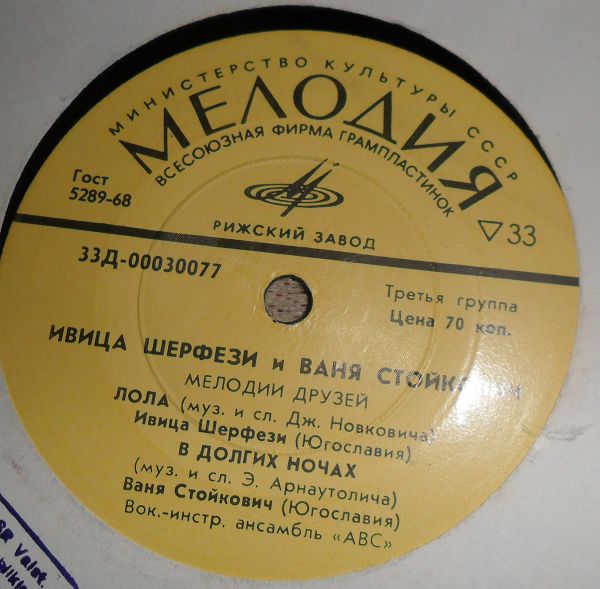 МИНИСТЕРСТВО КУЛЬТУРЫ СССР
МЕЛОДИЯ
ВСЕСОЮЗНАЯ ФИРМА ГРАМПЛАСТИНОК
Гост
5289-68
33
РИЖСКИЙ ЗАВОД
33Д-00030077
Третья группа
Цена 70 коп.
ИВИЦА ШЕРФЕЗИ и ВАНЯ СТОЙКОВИЧ
МЕЛОДИИ ДРУЗЕЙ
ЛОЛА (муз. и сл. Дж. Новковича)
Ивица Шерфези (Югославия)
В ДОЛГИХ НОЧАХ
(муз. и сл. Э. Арнаутолича)
Ваня Стойкович (Югославия)
Вок.-инстр. ансамбль «АВС»